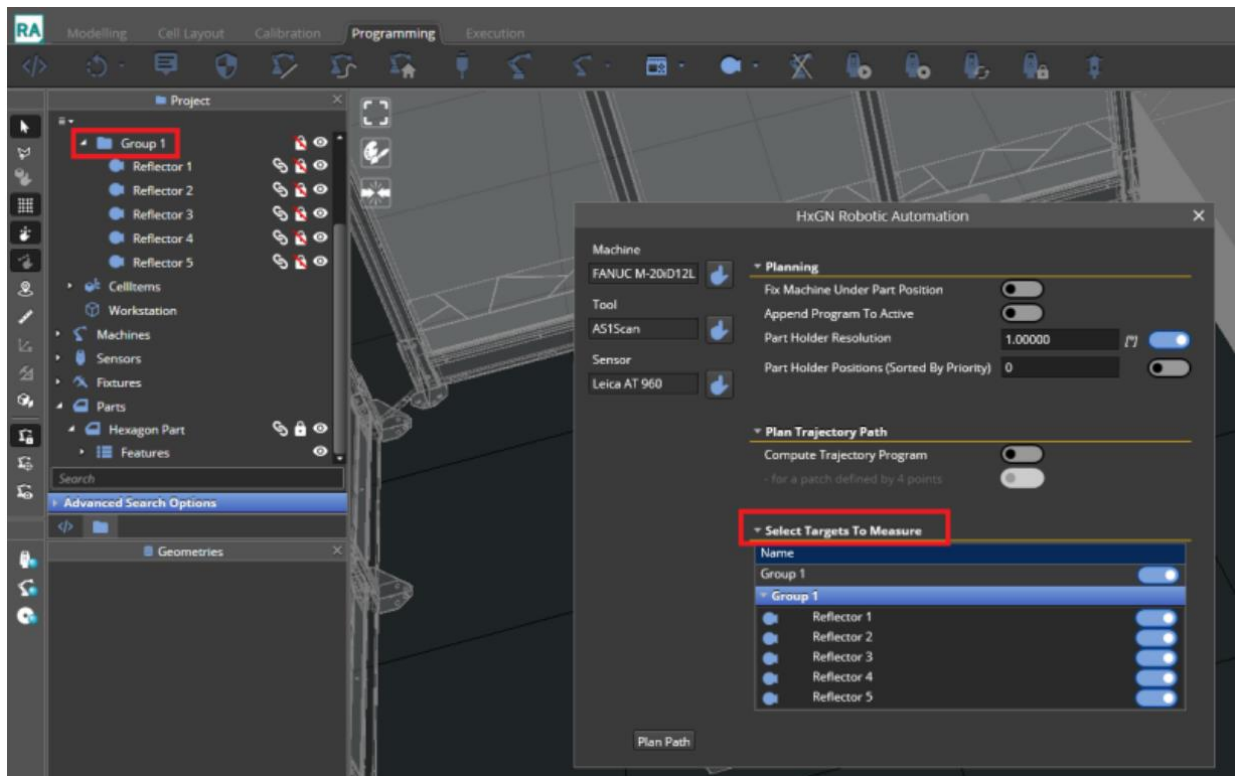 RA
Modelling Cell Layout Calibration Programming Execution
Project
Group 1
Reflector 1
Reflector 2
Reflector 3
Reflector 4
Reflector 5
CellItems
Workstation
Machines
Sensors
Fixtures
Parts
Hexagon Part
Features
Search
Advanced Search Options
Geometries
HxGN Robotic Automation
Machine
FANUC M-20iD12L
Tool
AS1Scan
Sensor
Leica AT 960
Planning
Fix Machine Under Part Position
Append Program To Active
Part Holder Resolution 1.00000 [°]
Part Holder Positions (Sorted By Priority) 0
Plan Trajectory Path
Compute Trajectory Program
- for a patch defined by 4 points
Select Targets To Measure
Name
Group 1
Group 1
Reflector 1
Reflector 2
Reflector 3
Reflector 4
Reflector 5
Plan Path